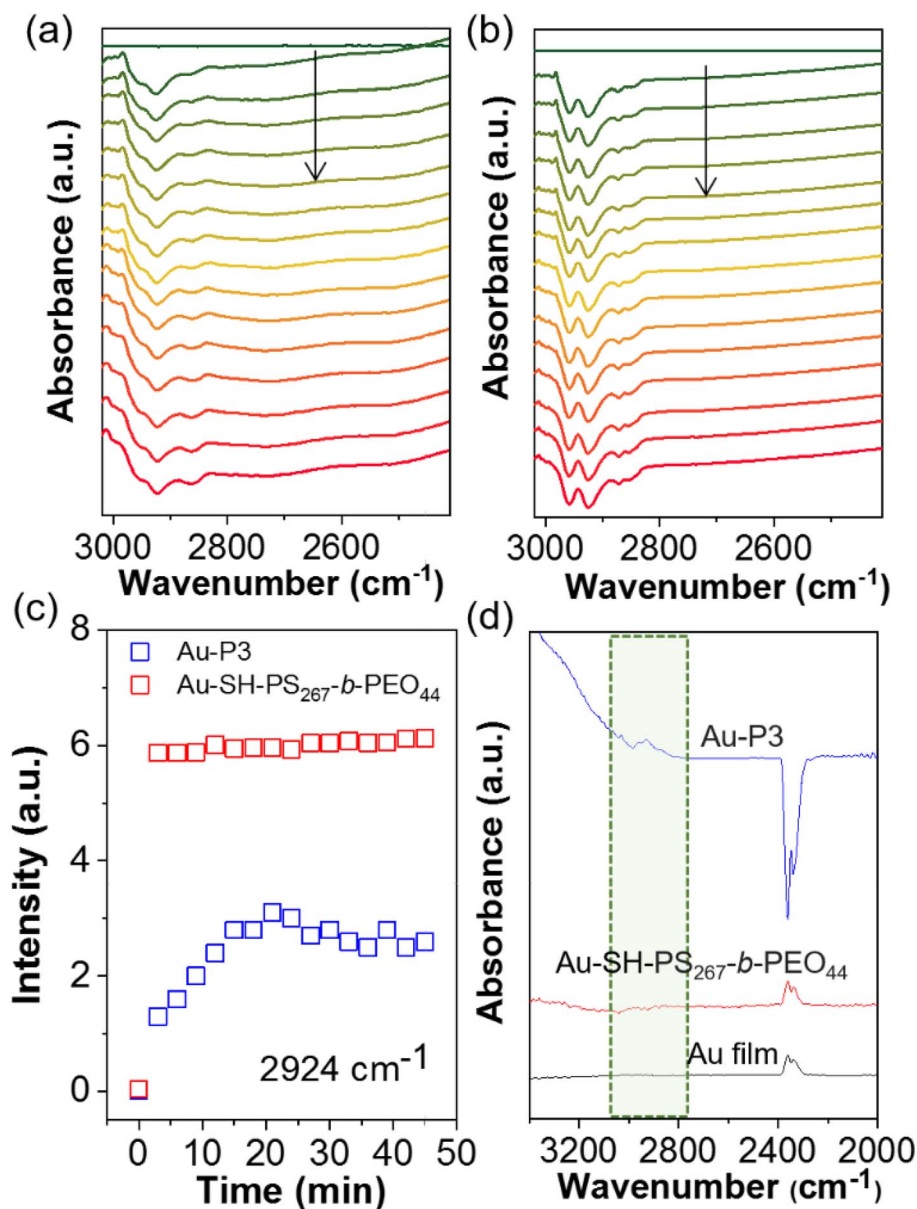 (a)
Absorbance (a.u.)
3000 2800 2600
Wavenumber (cm⁻¹)
(b)
Absorbance (a.u.)
3000 2800 2600
Wavenumber (cm⁻¹)
(c)
Intensity (a.u.)
8
6
4
2
0
Au-P3
Au-SH-PS₂₆₇-b-PEO₄₄
2924 cm⁻¹
0 10 20 30 40 50
Time (min)
(d)
Absorbance (a.u.)
Au-P3
Au-SH-PS₂₆₇-b-PEO₄₄
Au film
3200 2800 2400 2000
Wavenumber (cm⁻¹)